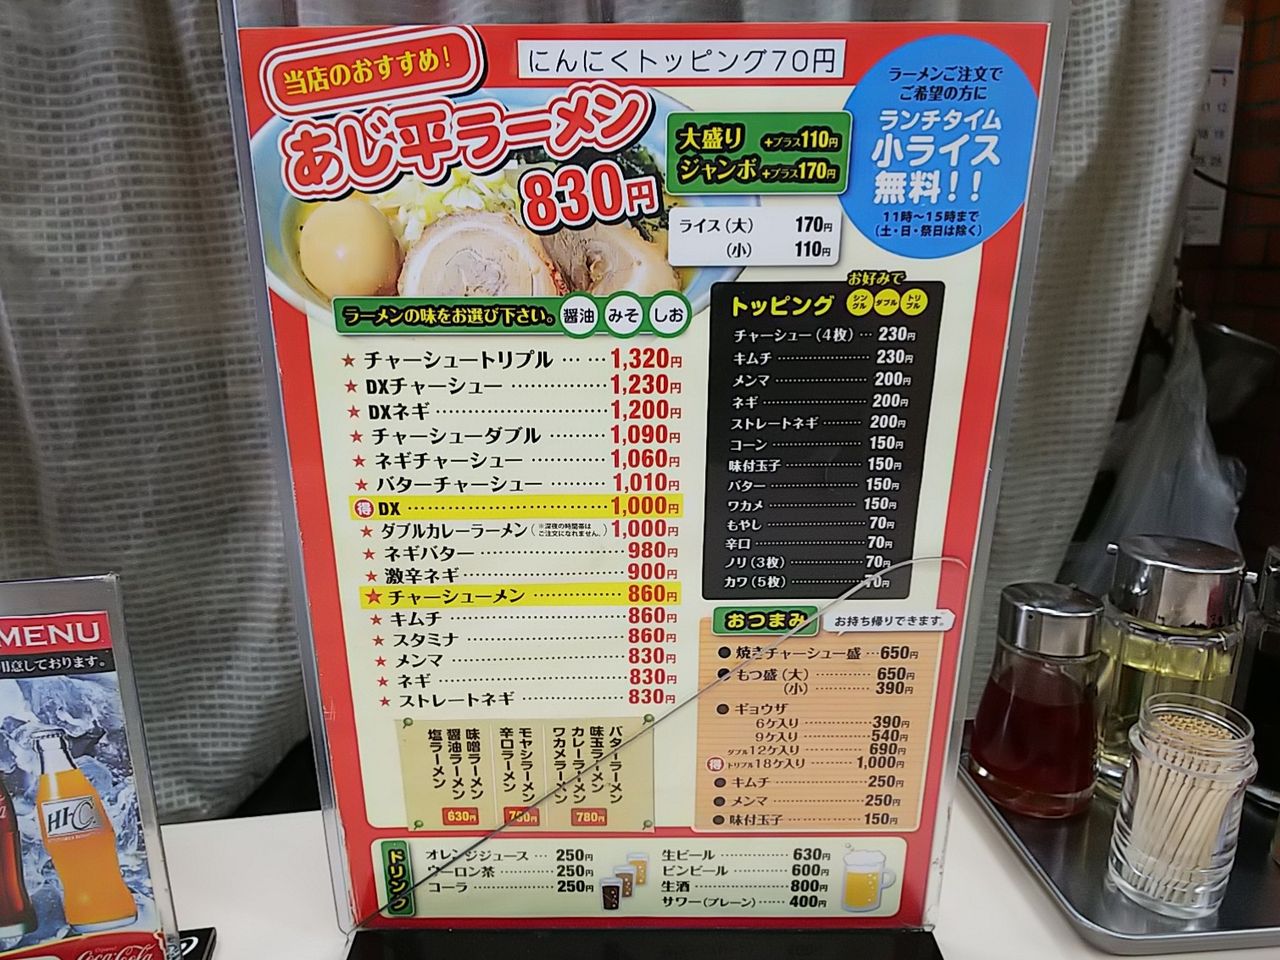 当店のおすすめ!
にんにくトッピング70円
あじ平ラーメン
830円
大盛り +プラス110円
ジャンボ +プラス170円
ライス(大) 170円
(小) 110円
ラーメンご注文で
ご希望の方に
ランチタイム
小ライス
無料!!
11時〜15時まで
(土・日・祭日は除く)
ラーメンの味をお選び下さい。 醤油 みそ しお
★ チャーシュートリプル …… 1,320円
★ DXチャーシュー ………… 1,230円
★ DXネギ ………… 1,200円
★ チャーシューダブル ……… 1,090円
★ ネギチャーシュー ………… 1,060円
★ バターチャーシュー ……… 1,010円
得 DX ………… 1,000円
★ ダブルカレーラーメン(※深夜の時間帯はご注文になれません。) 1,000円
★ ネギバター ………… 980円
★ 激辛ネギ ………… 900円
★ チャーシューメン ………… 860円
★ キムチ ………… 860円
★ スタミナ ………… 860円
★ メンマ ………… 830円
★ ネギ ………… 830円
★ ストレートネギ ………… 830円
バターラーメン
味玉ラーメン
カレーラーメン
ワカメラーメン
780円
モヤシラーメン
辛口ラーメン
味噌ラーメン
醤油ラーメン
塩ラーメン
630円
お好みで
トッピング シングル ダブル トリプル
チャーシュー(4枚) … 230円
キムチ ………… 230円
メンマ ………… 200円
ネギ ………… 200円
ストレートネギ ……… 200円
コーン ………… 150円
味付玉子 ………… 150円
バター ………… 150円
ワカメ ………… 150円
もやし ………… 70円
辛口 ………… 70円
ノリ(3枚) ………… 70円
カワ(5枚) ………… 70円
おつまみ お持ち帰りできます。
● 焼きチャーシュー盛 … 650円
● もつ盛(大) ………… 650円
(小) ………… 390円
● ギョウザ
6ケ入り ………… 390円
9ケ入り ………… 540円
ダブル12ケ入り ………… 690円
得 トリプル18ケ入り ……… 1,000円
● キムチ ………… 250円
● メンマ ………… 250円
● 味付玉子 ………… 150円
ドリンク
オレンジジュース … 250円
ウーロン茶 ………… 250円
コーラ ………… 250円
生ビール ………… 630円
ビンビール ………… 600円
生酒 ………… 800円
サワー(プレーン) …… 400円
MENU
用意しております。
HI-C
Coca-Cola